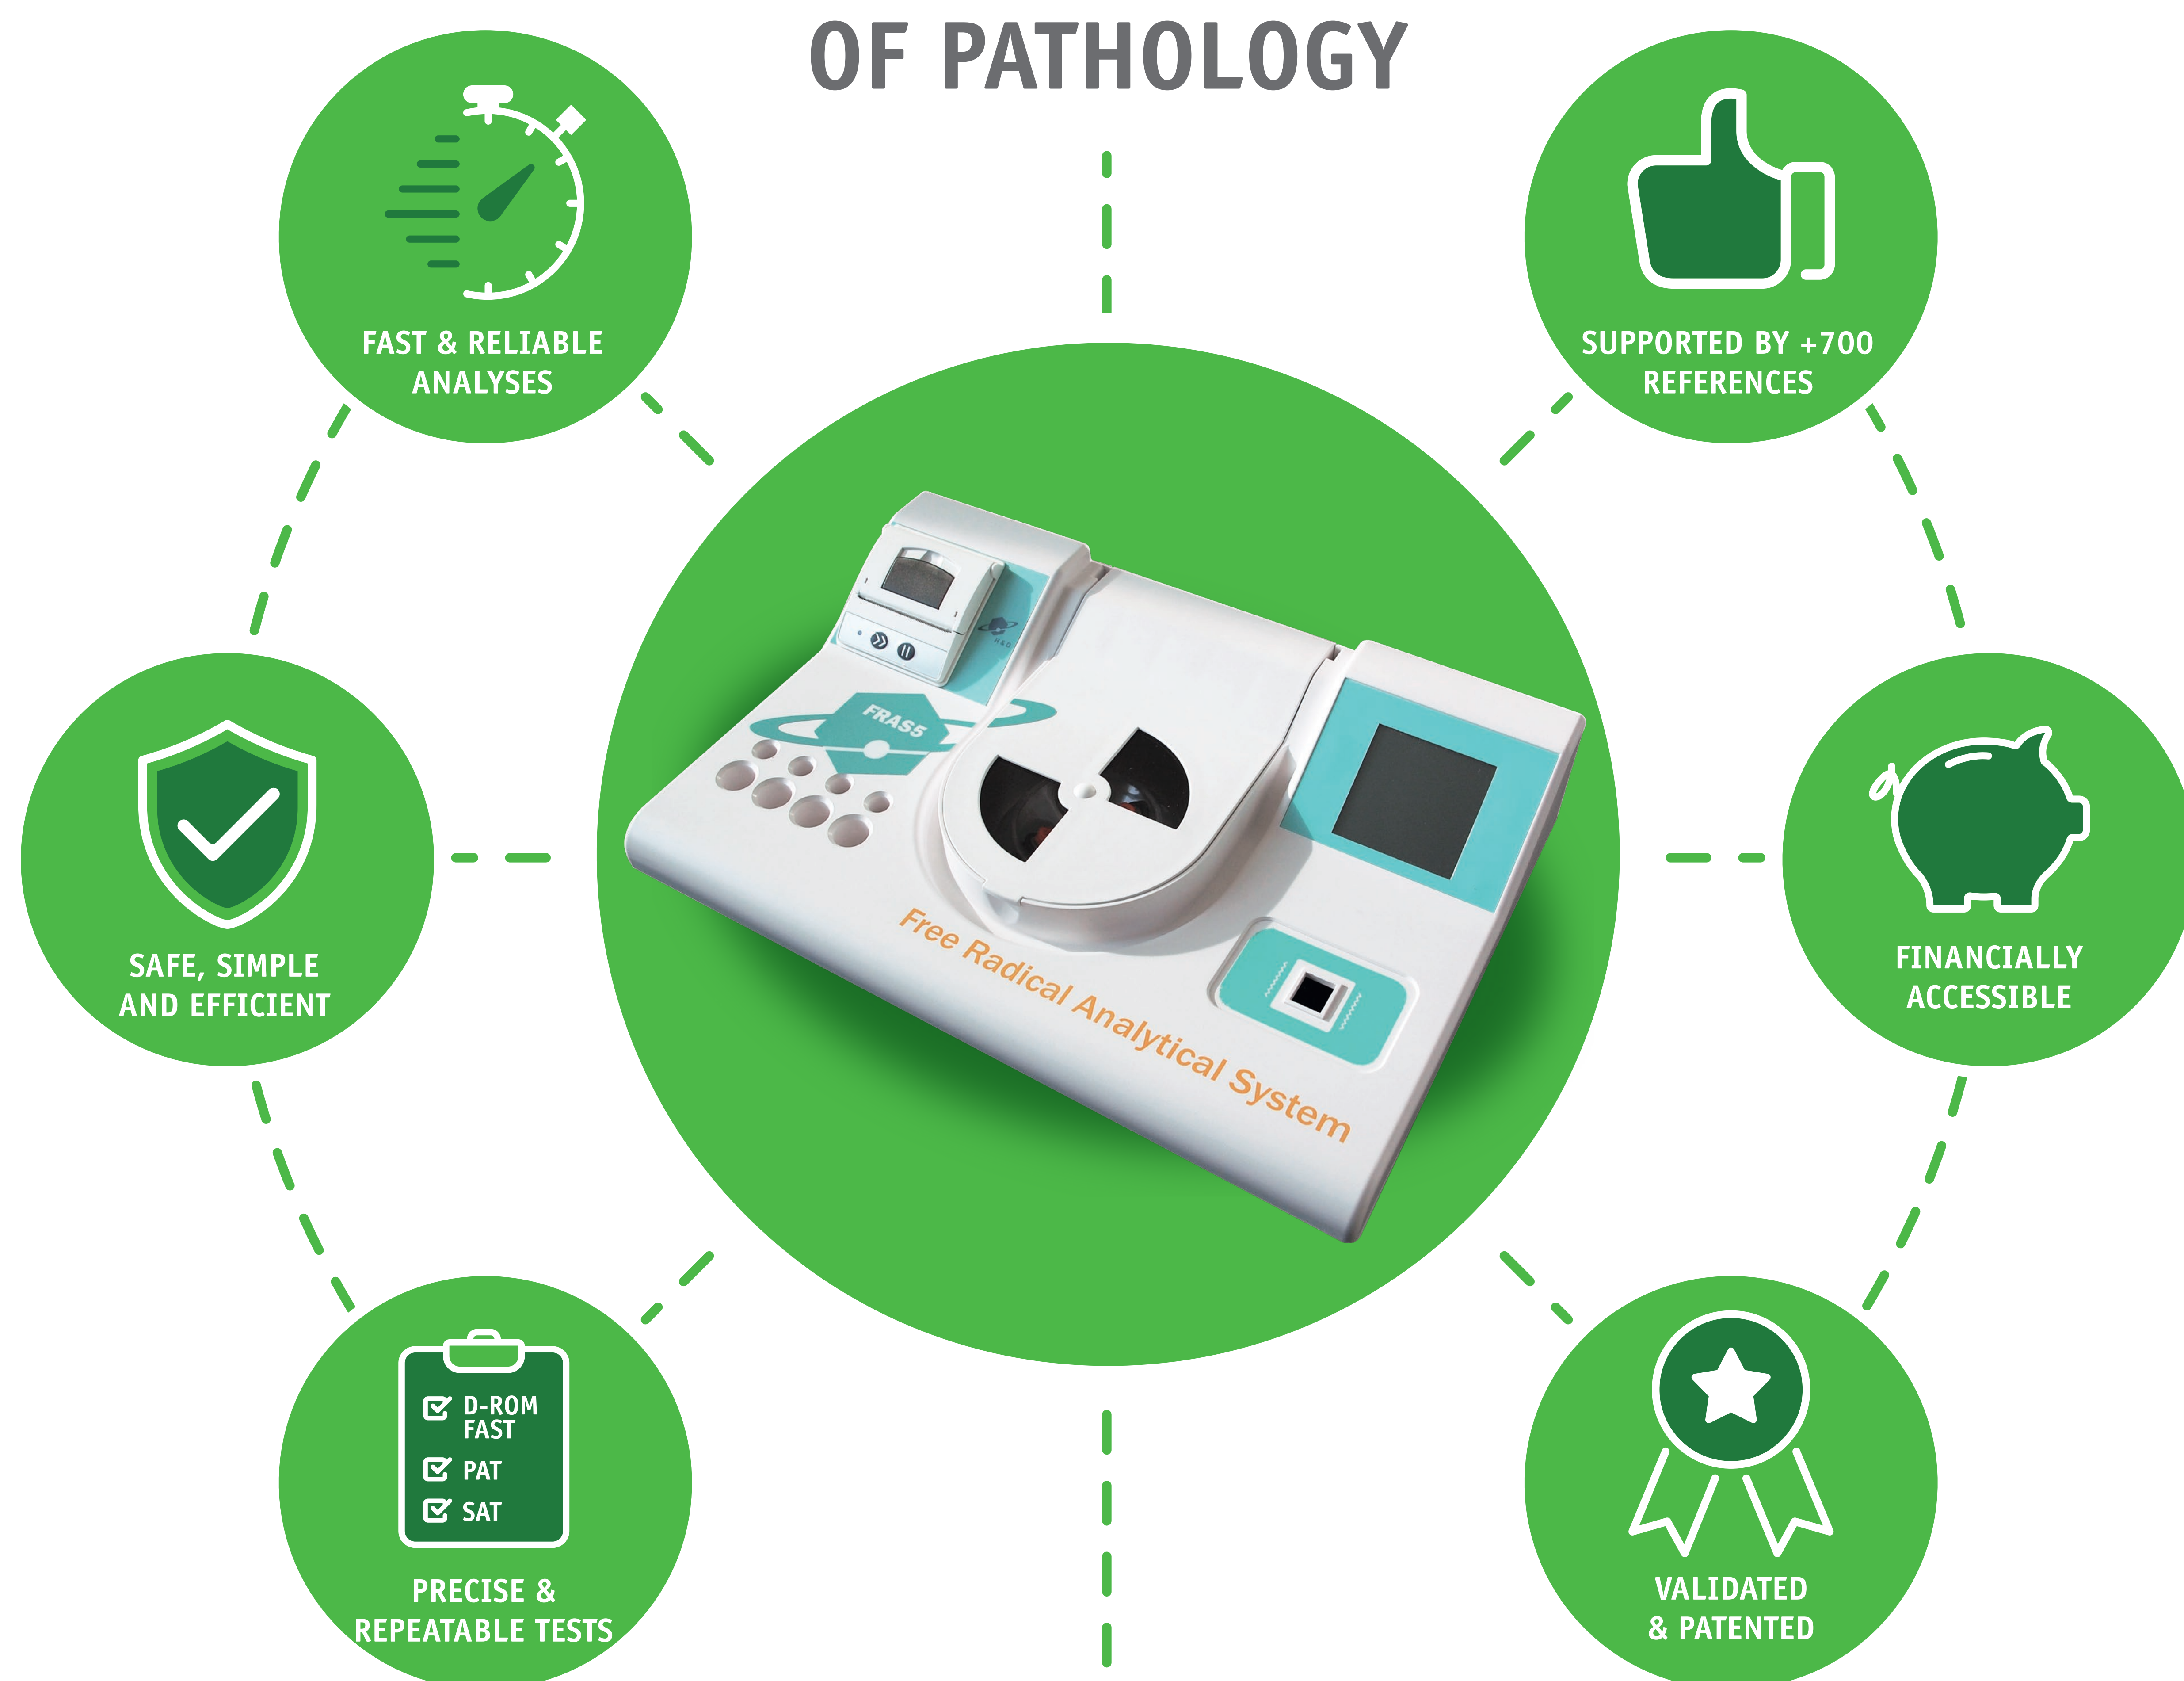 OF PATHOLOGY
FAST & RELIABLE
ANALYSES
SUPPORTED BY +700
REFERENCES
H&D
FRAS5
Free Radical Analytical System
SAFE, SIMPLE
AND EFFICIENT
FINANCIALLY
ACCESSIBLE
D-ROM
FAST
PAT
SAT
PRECISE &
REPEATABLE TESTS
VALIDATED
& PATENTED